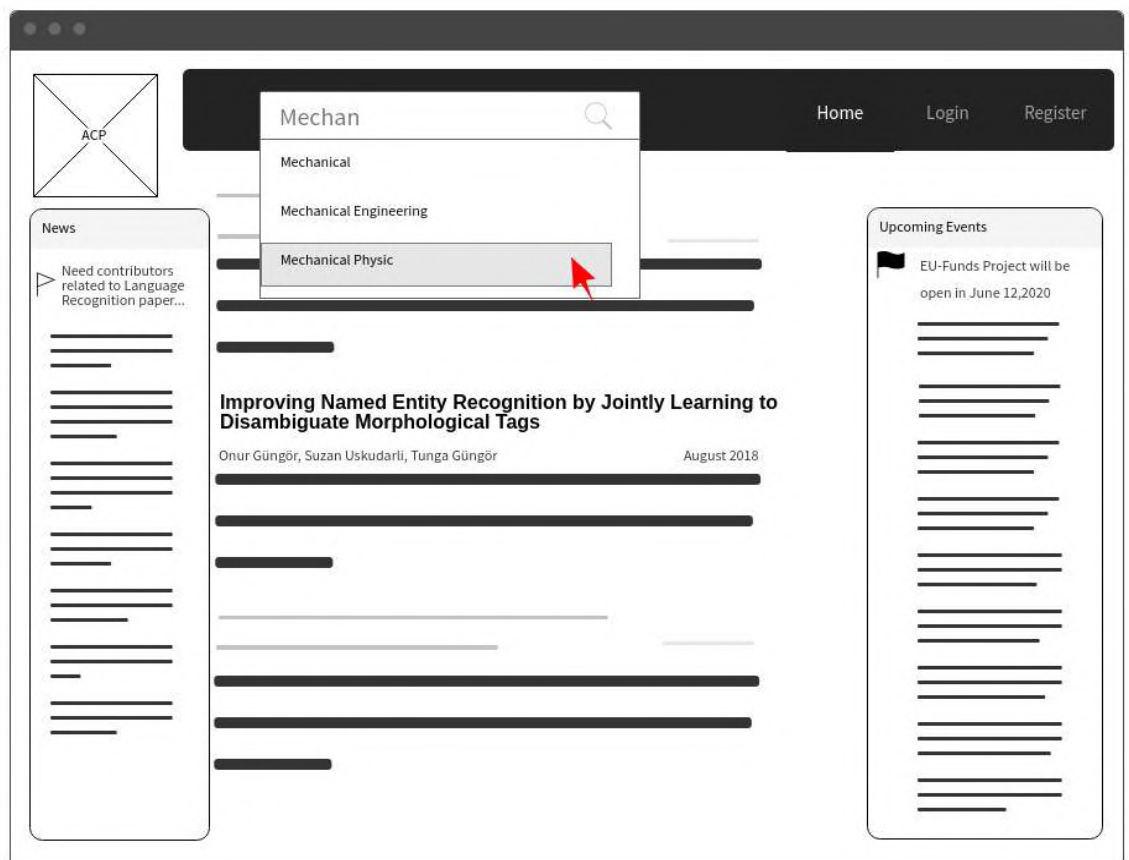 ACP
Mechan
Home
Login
Register
Mechanical
Mechanical Engineering
Mechanical Physic
News
Need contributors
related to Language
Recognition paper...
Improving Named Entity Recognition by Jointly Learning to
Disambiguate Morphological Tags
Onur Güngör, Suzan Uskudarli, Tunga Güngör
August 2018
Upcoming Events
EU-Funds Project will be
open in June 12,2020